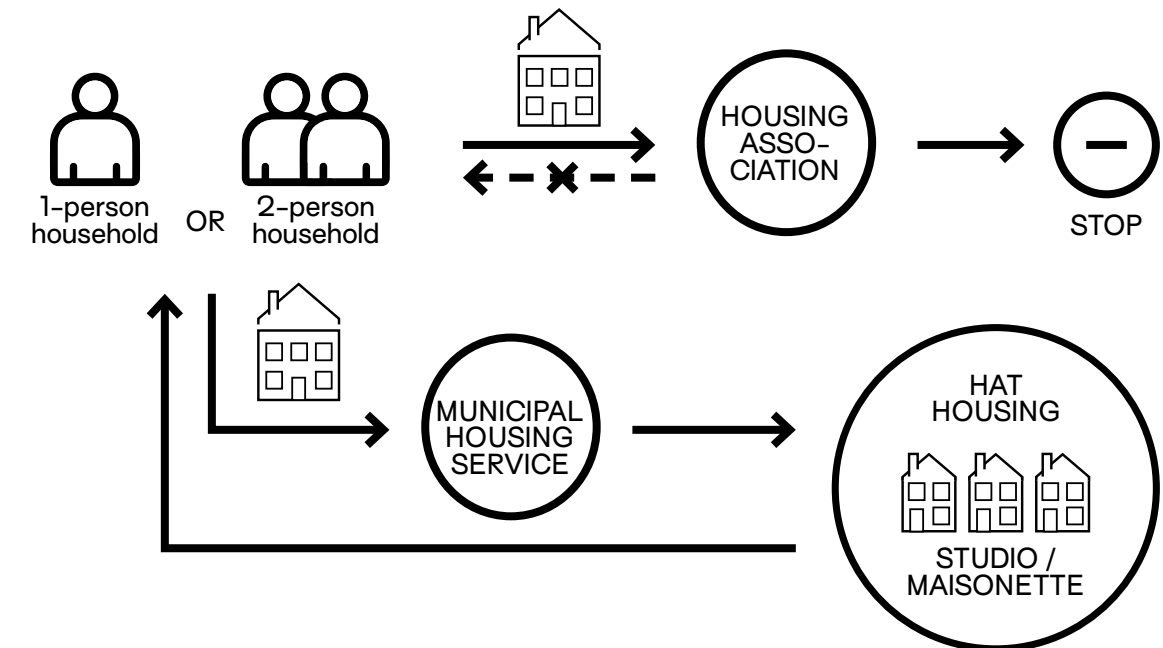 HOUSING
ASSO-
CIATION
STOP
1-person
household
OR
2-person
household
MUNICIPAL
HOUSING
SERVICE
HAT
HOUSING
STUDIO /
MAISONETTE